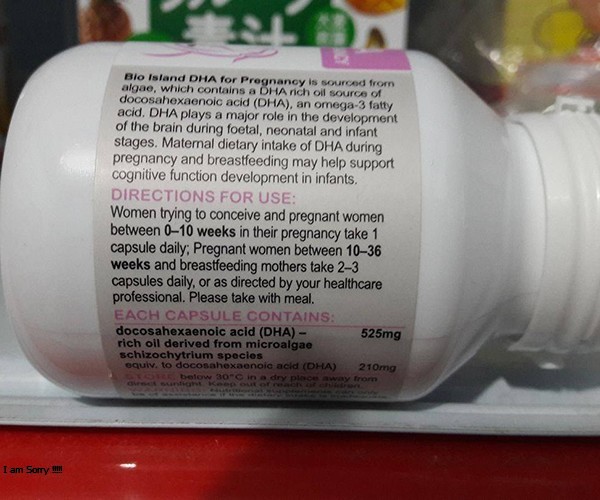 青汁
Bio Island DHA for Pregnancy is sourced from
algae, which contains a DHA rich oil source of
docosahexaenoic acid (DHA), an omega-3 fatty
acid. DHA plays a major role in the development
of the brain during foetal, neonatal and infant
stages. Maternal dietary intake of DHA during
pregnancy and breastfeeding may help support
cognitive function development in infants.
DIRECTIONS FOR USE:
Women trying to conceive and pregnant women
between 0–10 weeks in their pregnancy take 1
capsule daily; Pregnant women between 10–36
weeks and breastfeeding mothers take 2–3
capsules daily, or as directed by your healthcare
professional. Please take with meal.
EACH CAPSULE CONTAINS:
docosahexaenoic acid (DHA) – 525mg
rich oil derived from microalgae
schizochytrium species
equiv. to docosahexaenoic acid (DHA) 210mg
STORE below 30°C in a dry place away from
direct sunlight. Keep out of reach of children.
Nutritional supplements can only
I am Sorry !!!!!